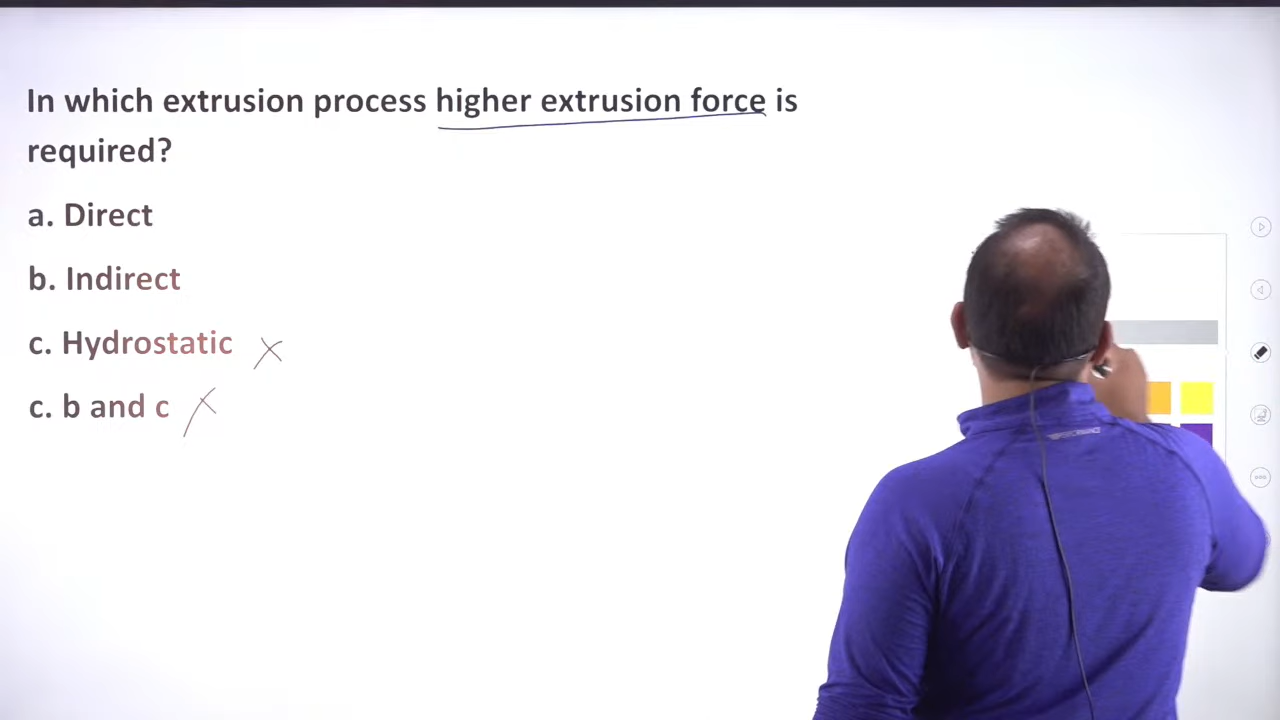 In which extrusion process higher extrusion force is
required?
a. Direct
b. Indirect
c. Hydrostatic
c. b and c